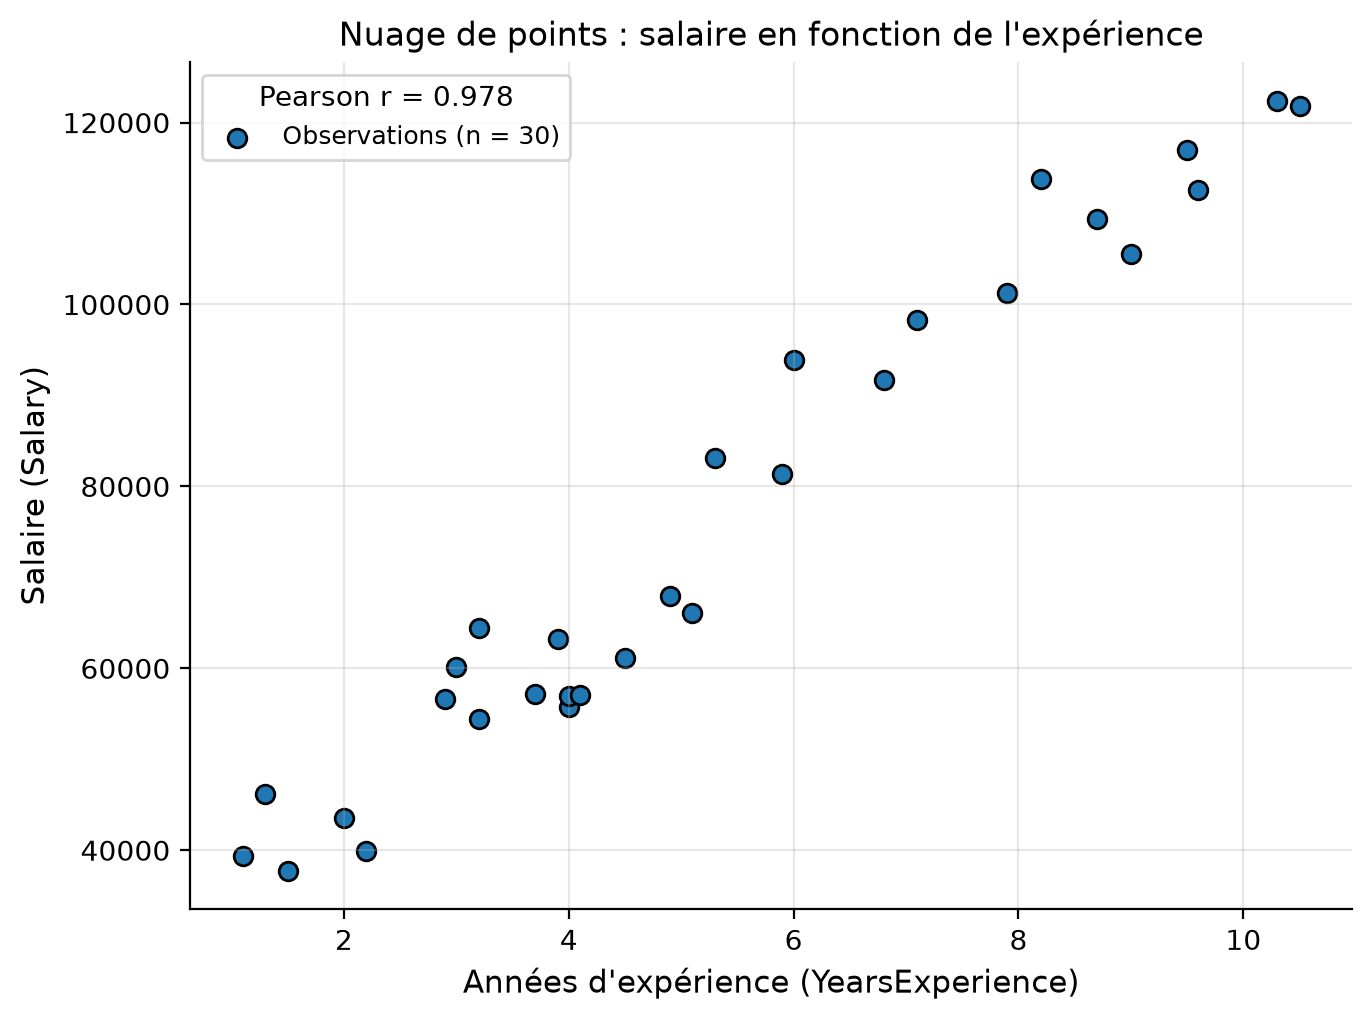 Nuage de points : salaire en fonction de l'expérience
Pearson r = 0.978
Observations (n = 30)
120000
100000
80000
60000
40000
Salaire (Salary)
2 4 6 8 10
Années d'expérience (YearsExperience)